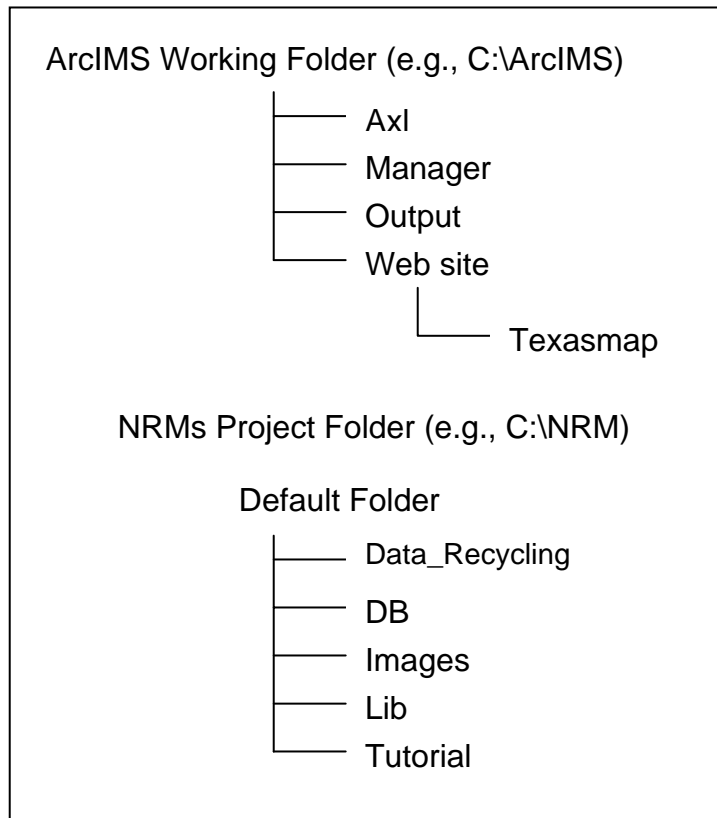 ArcIMS Working Folder (e.g., C:\ArcIMS)
Axl
Manager
Output
Web site
Texasmap
NRMs Project Folder (e.g., C:\NRM)
Default Folder
Data_Recycling
DB
Images
Lib
Tutorial